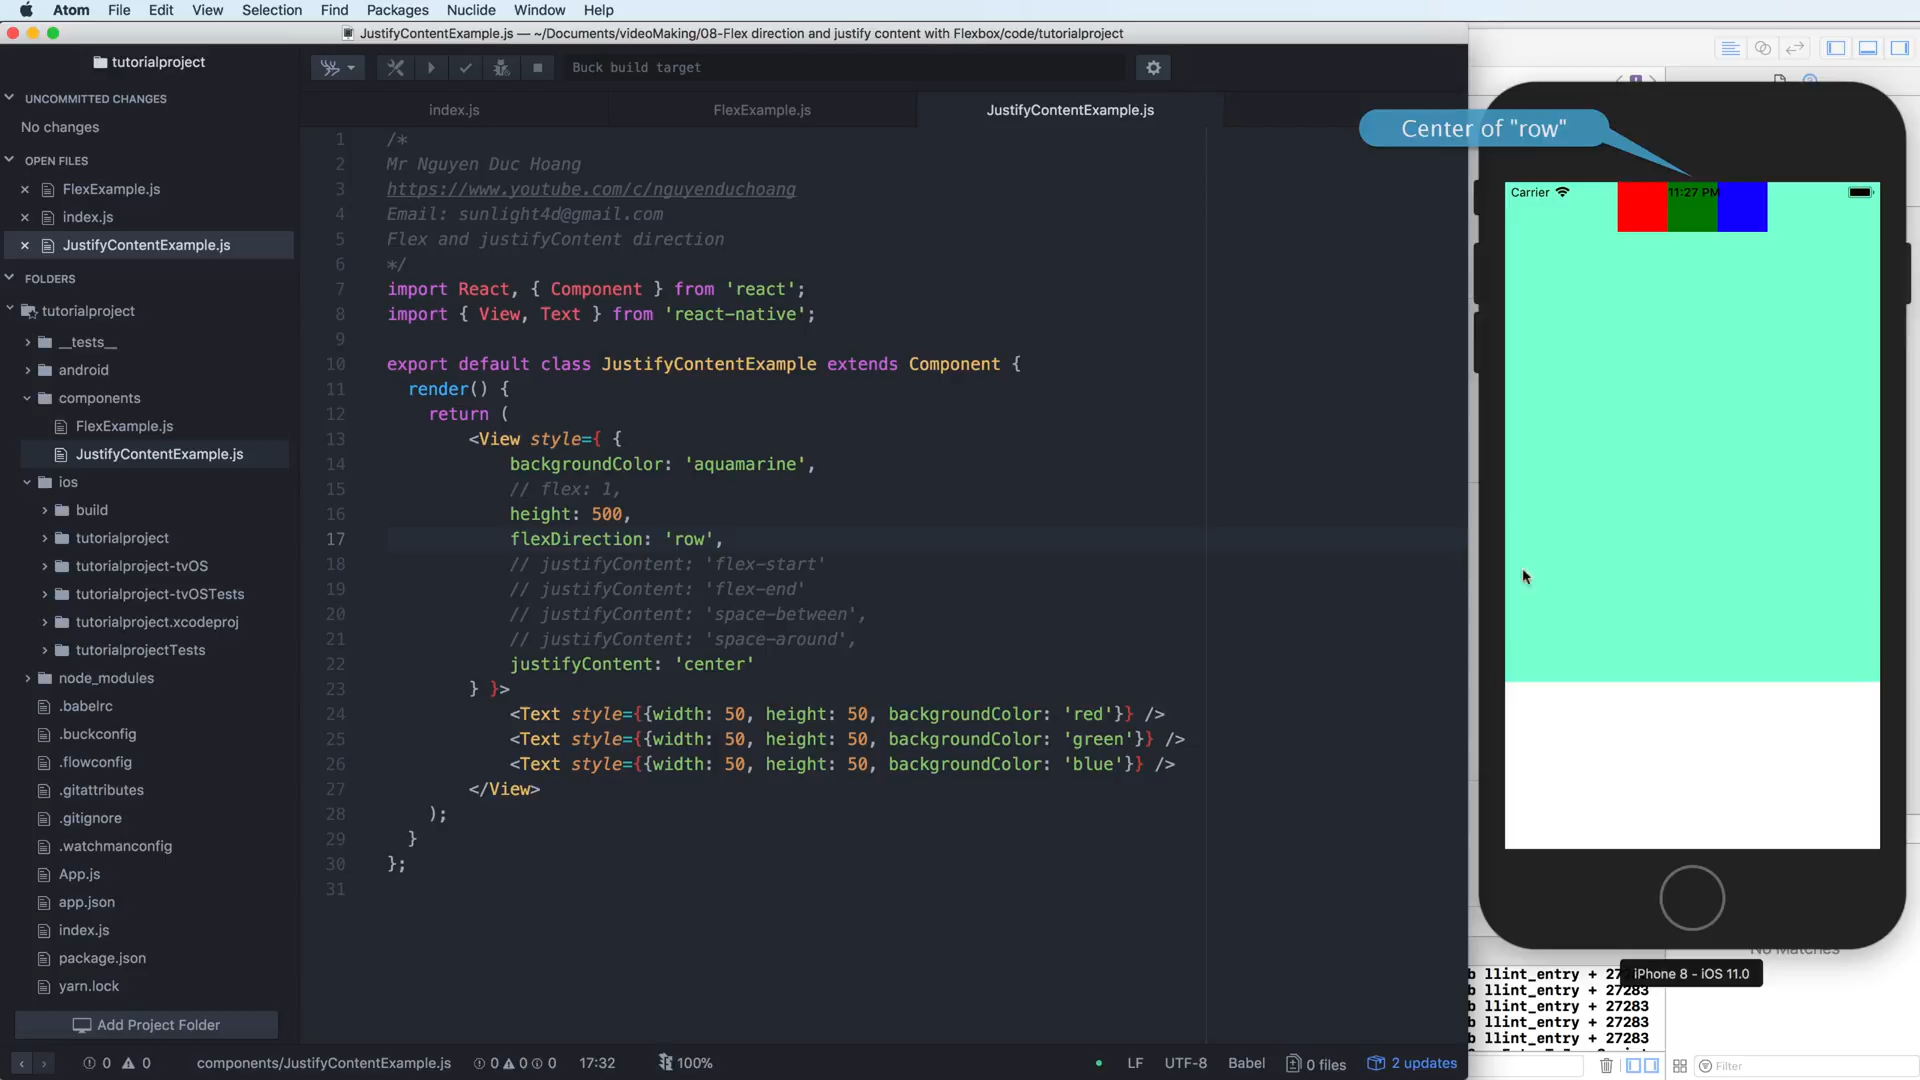 Atom File Edit View Selection Find Packages Nuclide Window Help
JustifyContentExample.js — ~/Documents/videoMaking/08-Flex direction and justify content with Flexbox/code/tutorialproject
tutorialproject
Buck build target
UNCOMMITTED CHANGES
No changes
OPEN FILES
FlexExample.js
index.js
JustifyContentExample.js
FOLDERS
tutorialproject
__tests__
android
components
FlexExample.js
JustifyContentExample.js
ios
build
tutorialproject
tutorialproject-tvOS
tutorialproject-tvOSTests
tutorialproject.xcodeproj
tutorialprojectTests
node_modules
.babelrc
.buckconfig
.flowconfig
.gitattributes
.gitignore
.watchmanconfig
App.js
app.json
index.js
package.json
yarn.lock
Add Project Folder
index.js FlexExample.js JustifyContentExample.js
1 /*
2 Mr Nguyen Duc Hoang
3 https://www.youtube.com/c/nguyenduchoang
4 Email: sunlight4d@gmail.com
5 Flex and justifyContent direction
6 */
7 import React, { Component } from 'react';
8 import { View, Text } from 'react-native';
9
10 export default class JustifyContentExample extends Component {
11 render() {
12 return (
13 <View style={ {
14 backgroundColor: 'aquamarine',
15 // flex: 1,
16 height: 500,
17 flexDirection: 'row',
18 // justifyContent: 'flex-start'
19 // justifyContent: 'flex-end'
20 // justifyContent: 'space-between',
21 // justifyContent: 'space-around',
22 justifyContent: 'center'
23 } }>
24 <Text style={{width: 50, height: 50, backgroundColor: 'red'}} />
25 <Text style={{width: 50, height: 50, backgroundColor: 'green'}} />
26 <Text style={{width: 50, height: 50, backgroundColor: 'blue'}} />
27 </View>
28 );
29 }
30 };
31
Center of "row"
Carrier 11:27 PM
No Matches
iPhone 8 - iOS 11.0
b llint_entry + 27283
b llint_entry + 27283
b llint_entry + 27283
b llint_entry + 27283
Filter
0 0 components/JustifyContentExample.js 0 0 0 17:32 100% LF UTF-8 Babel 0 files 2 updates